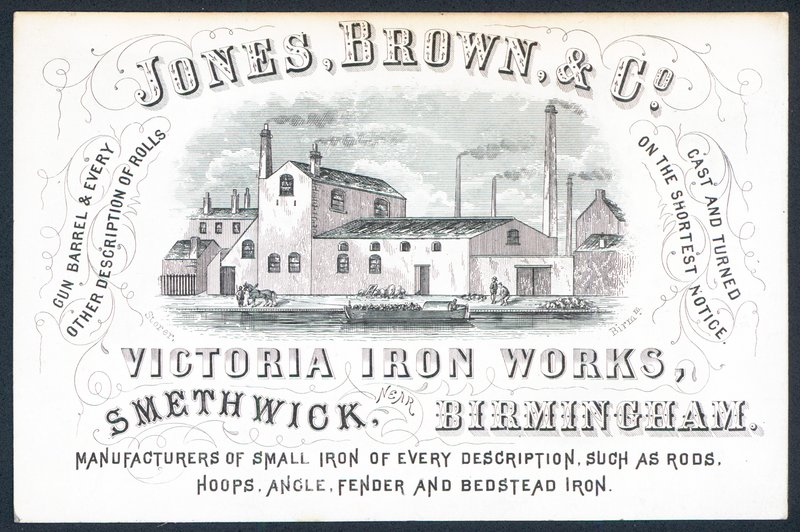 JONES, BROWN, & Co.
GUN BARREL & EVERY
OTHER DESCRIPTION OF ROLLS
CAST AND TURNED
ON THE SHORTEST NOTICE.
Storer,
Birmm.
VICTORIA IRON WORKS,
SMETHWICK, NEAR BIRMINGHAM.
MANUFACTURERS OF SMALL IRON OF EVERY DESCRIPTION, SUCH AS RODS,
HOOPS, ANGLE, FENDER AND BEDSTEAD IRON.